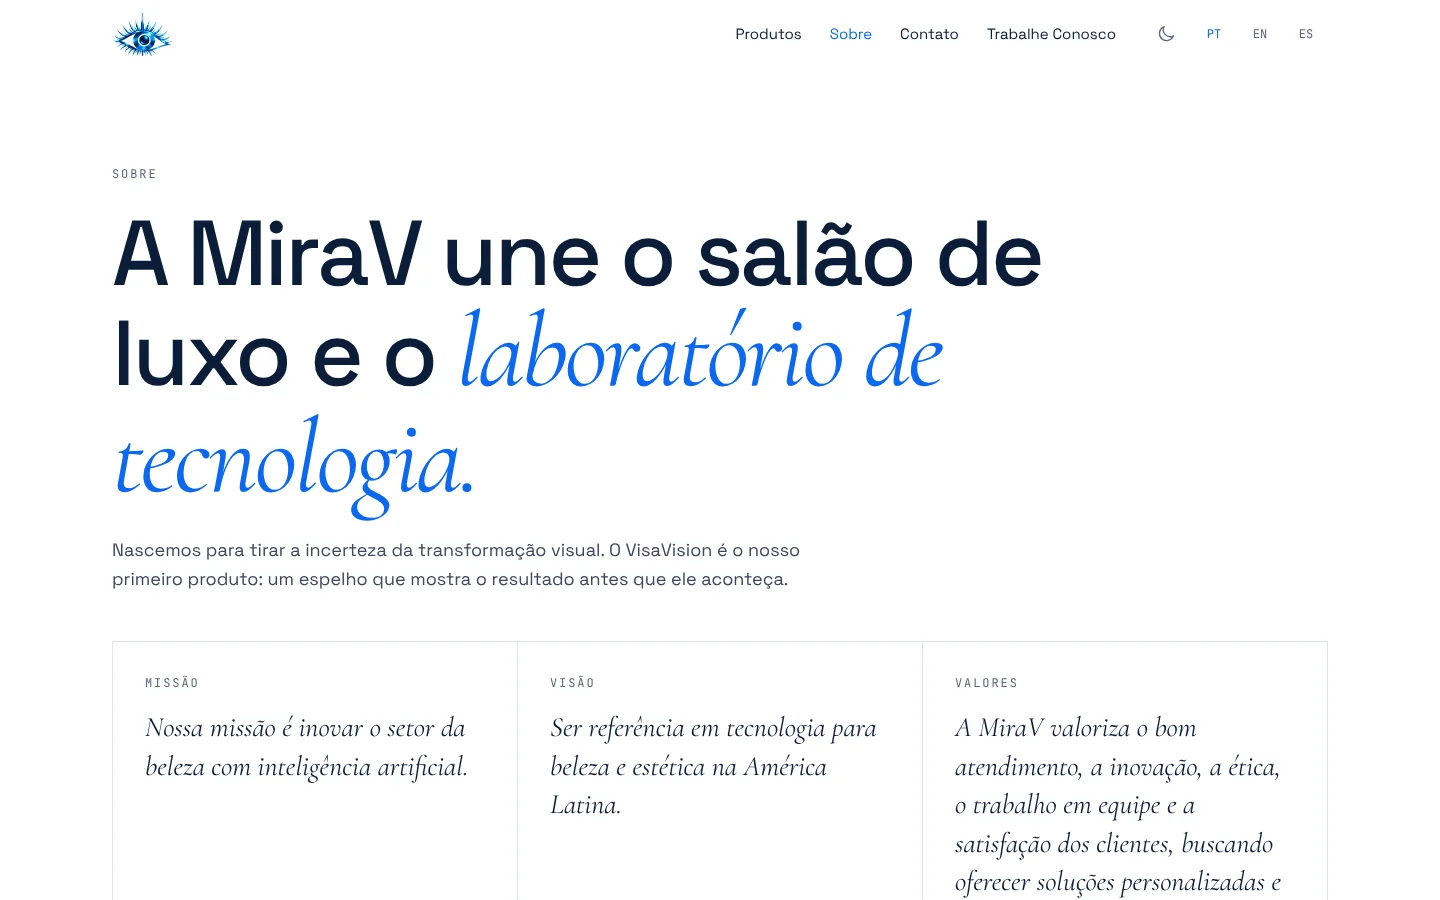 Produtos Sobre Contato Trabalhe Conosco PT EN ES
SOBRE
A MiraV une o salão de
luxo e o laboratório de
tecnologia.
Nascemos para tirar a incerteza da transformação visual. O VisaVision é o nosso
primeiro produto: um espelho que mostra o resultado antes que ele aconteça.
MISSÃO
Nossa missão é inovar o setor da
beleza com inteligência artificial.
VISÃO
Ser referência em tecnologia para
beleza e estética na América
Latina.
VALORES
A MiraV valoriza o bom
atendimento, a inovação, a ética,
o trabalho em equipe e a
satisfação dos clientes, buscando
oferecer soluções personalizadas e